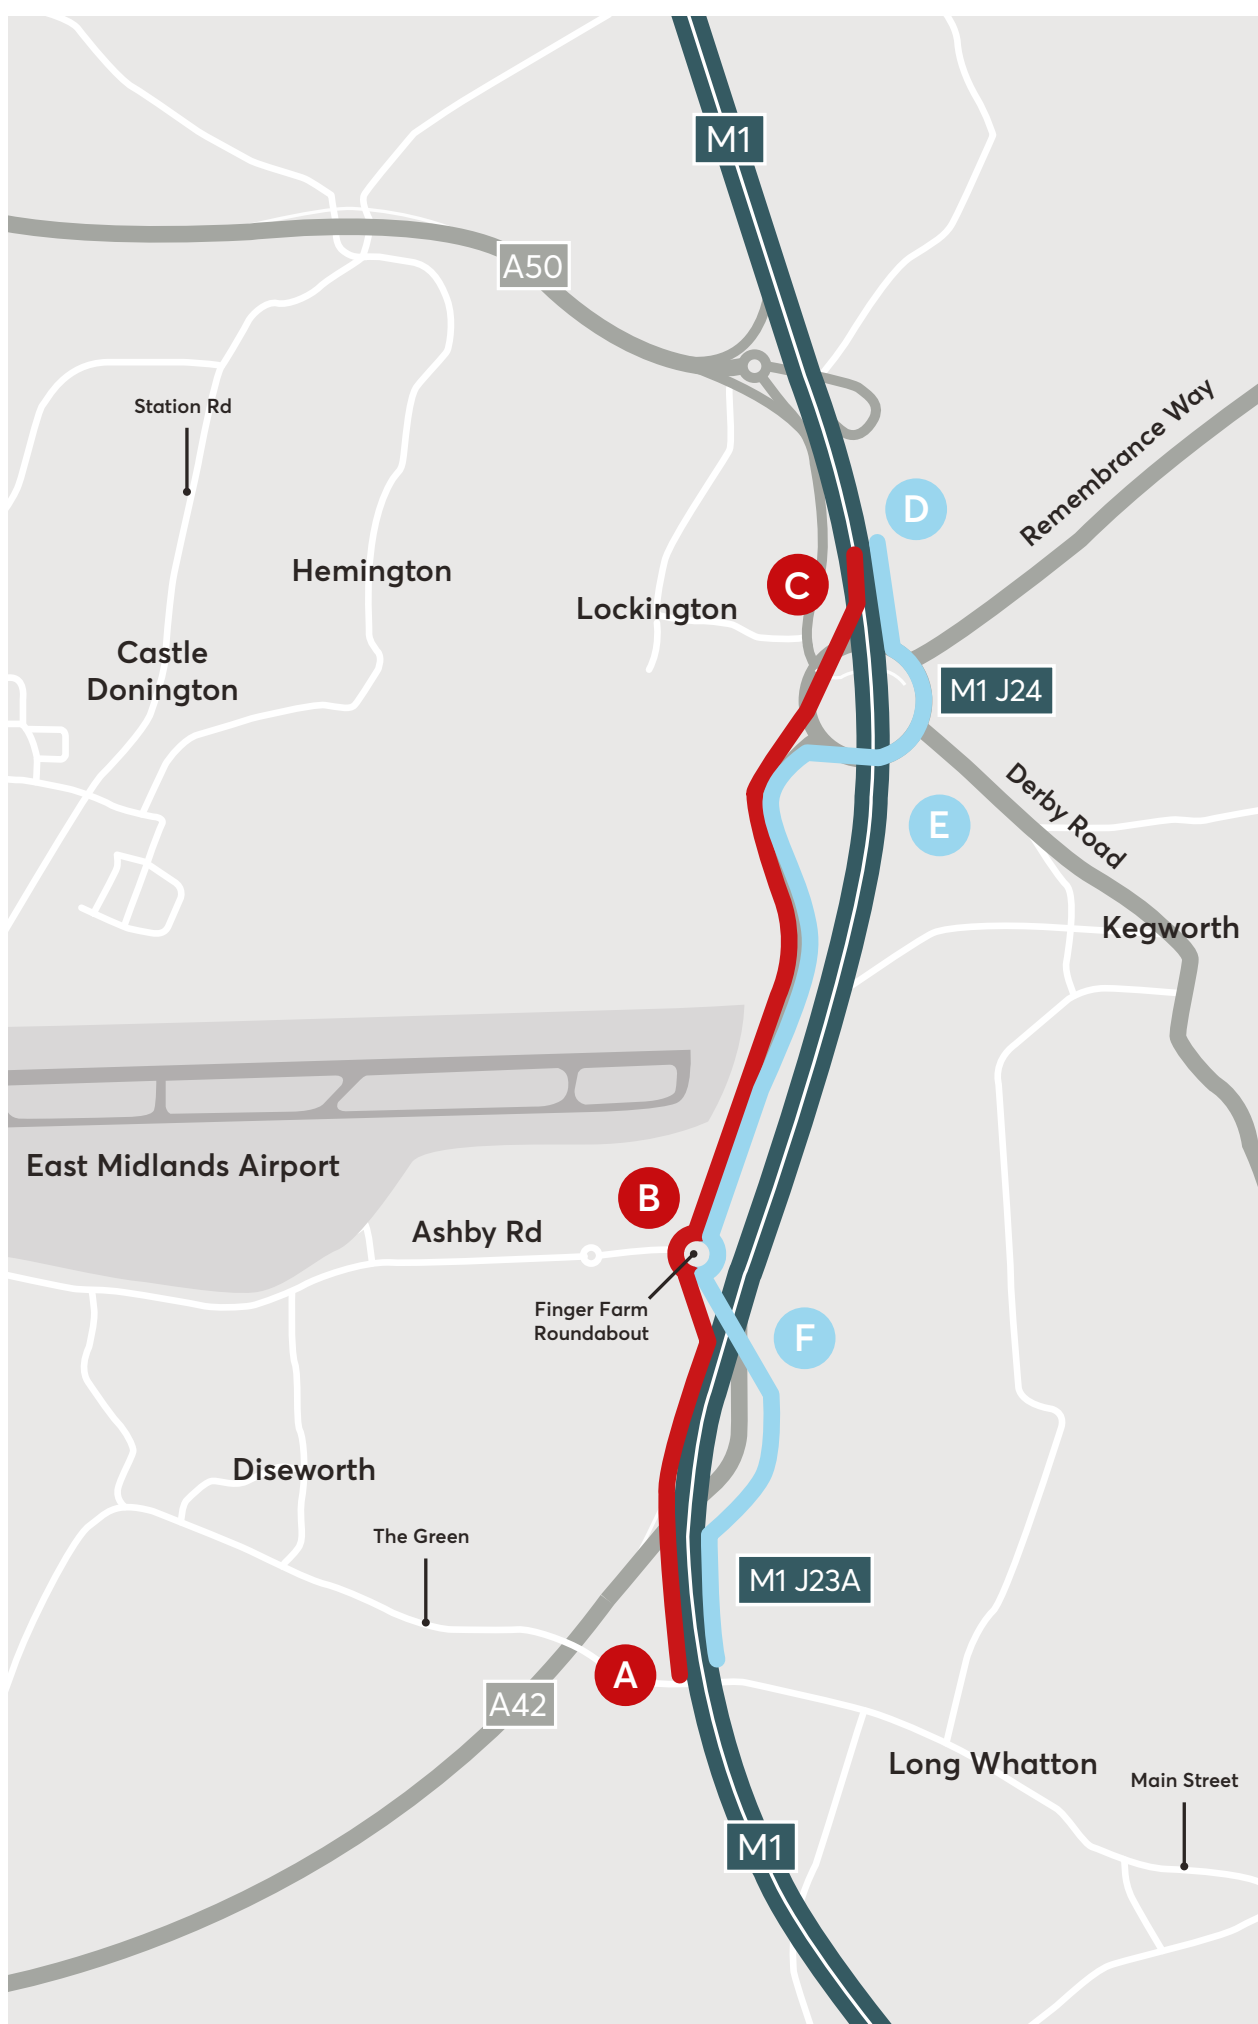 M1
A50
Remembrance Way
Station Rd
D
Hemington
C
Lockington
Castle
Donington
M1 J24
Derby Road
E
Kegworth
East Midlands Airport
B
Ashby Rd
Finger Farm
Roundabout
F
Diseworth
The Green
M1 J23A
A
A42
Long Whatton
Main Street
M1